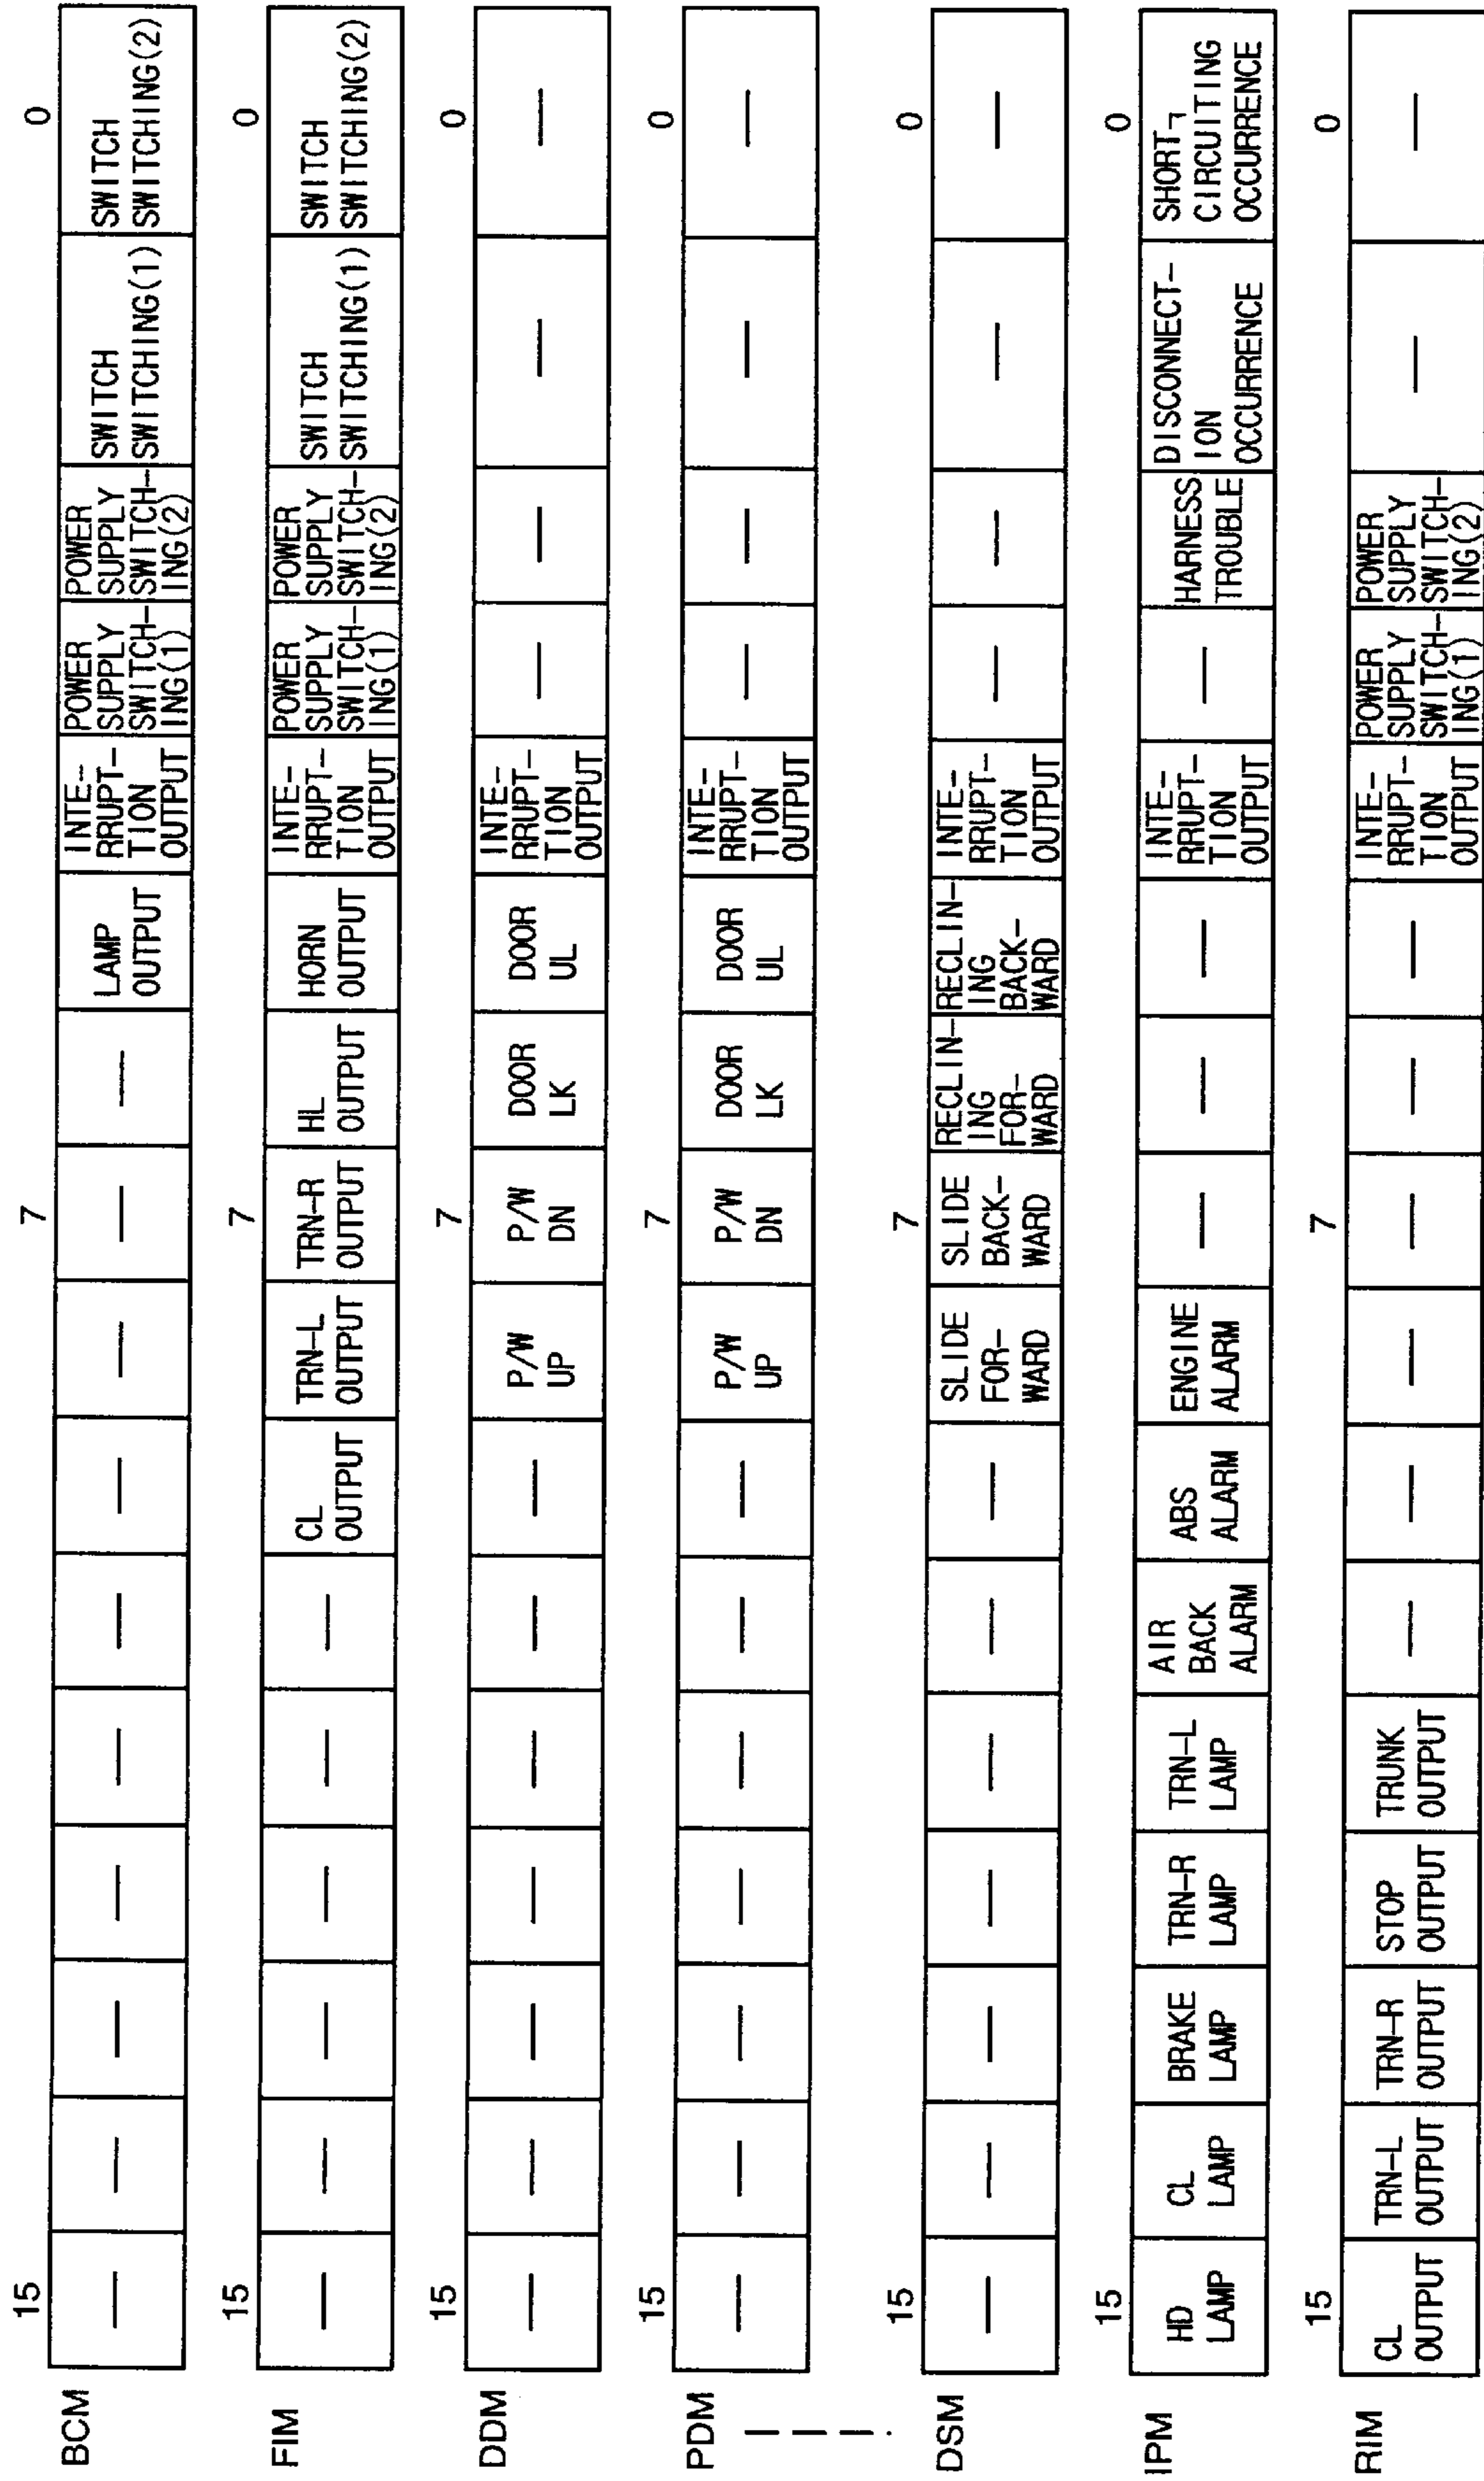 15
7
0
BCM
—
—
—
—
—
—
—
—
—
—
LAMP
OUTPUT
INTE-
RRUPT-
TION
OUTPUT
POWER
SUPPLY
SWITCH-
ING(1)
POWER
SUPPLY
SWITCH-
ING(2)
SWITCH
SWITCHING(1)
SWITCH
SWITCHING(2)
15
7
0
FIM
—
—
—
—
—
—
CL
OUTPUT
TRN-L
OUTPUT
TRN-R
OUTPUT
HL
OUTPUT
HORN
OUTPUT
INTE-
RRUPT-
TION
OUTPUT
POWER
SUPPLY
SWITCH-
ING(1)
POWER
SUPPLY
SWITCH-
ING(2)
SWITCH
SWITCHING(1)
SWITCH
SWITCHING(2)
15
7
0
DDM
—
—
—
—
—
—
—
P/W
UP
P/W
DN
DOOR
LK
DOOR
UL
INTE-
RRUPT-
TION
OUTPUT
—
—
—
—
15
7
0
PDM
—
—
—
—
—
—
—
P/W
UP
P/W
DN
DOOR
LK
DOOR
UL
INTE-
RRUPT-
TION
OUTPUT
—
—
—
—
15
7
0
DSM
—
—
—
—
—
—
—
SLIDE
FOR-
WARD
SLIDE
BACK-
WARD
RECLIN-
ING
FOR-
WARD
RECLIN-
ING
BACK-
WARD
INTE-
RRUPT-
TION
OUTPUT
—
—
—
—
15
0
IPM
HD
LAMP
CL
LAMP
BRAKE
LAMP
TRN-R
LAMP
TRN-L
LAMP
AIR
BACK
ALARM
ABS
ALARM
ENGINE
ALARM
—
—
—
INTE-
RRUPT-
TION
OUTPUT
—
HARNESS
TROUBLE
DISCONNECT-
ION
OCCURRENCE
SHORT-
CIRCUITING
OCCURRENCE
15
7
0
RIM
CL
OUTPUT
TRN-L
OUTPUT
TRN-R
OUTPUT
STOP
OUTPUT
TRUNK
OUTPUT
—
—
—
—
—
—
INTE-
RRUPT-
TION
OUTPUT
POWER
SUPPLY
SWITCH-
ING(1)
POWER
SUPPLY
SWITCH-
ING(2)
—
—